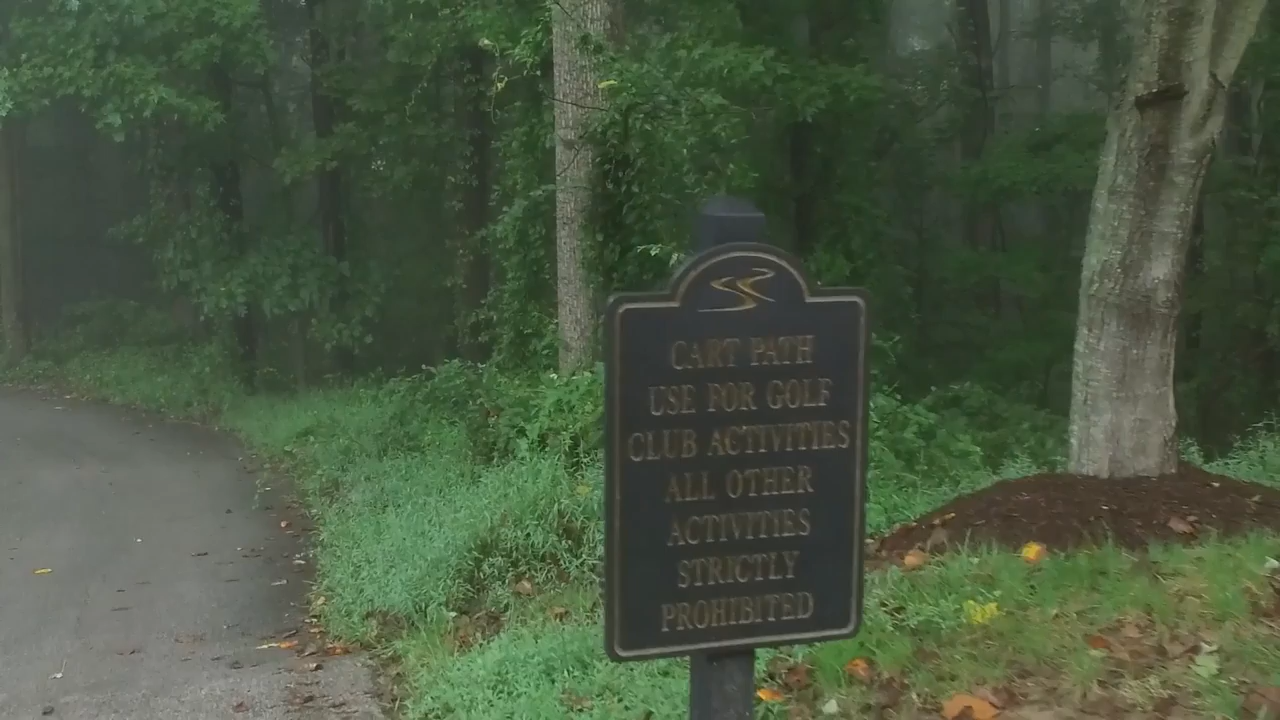 CART PATH
USE FOR GOLF
CLUB ACTIVITIES
ALL OTHER
ACTIVITIES
STRICTLY
PROHIBITED